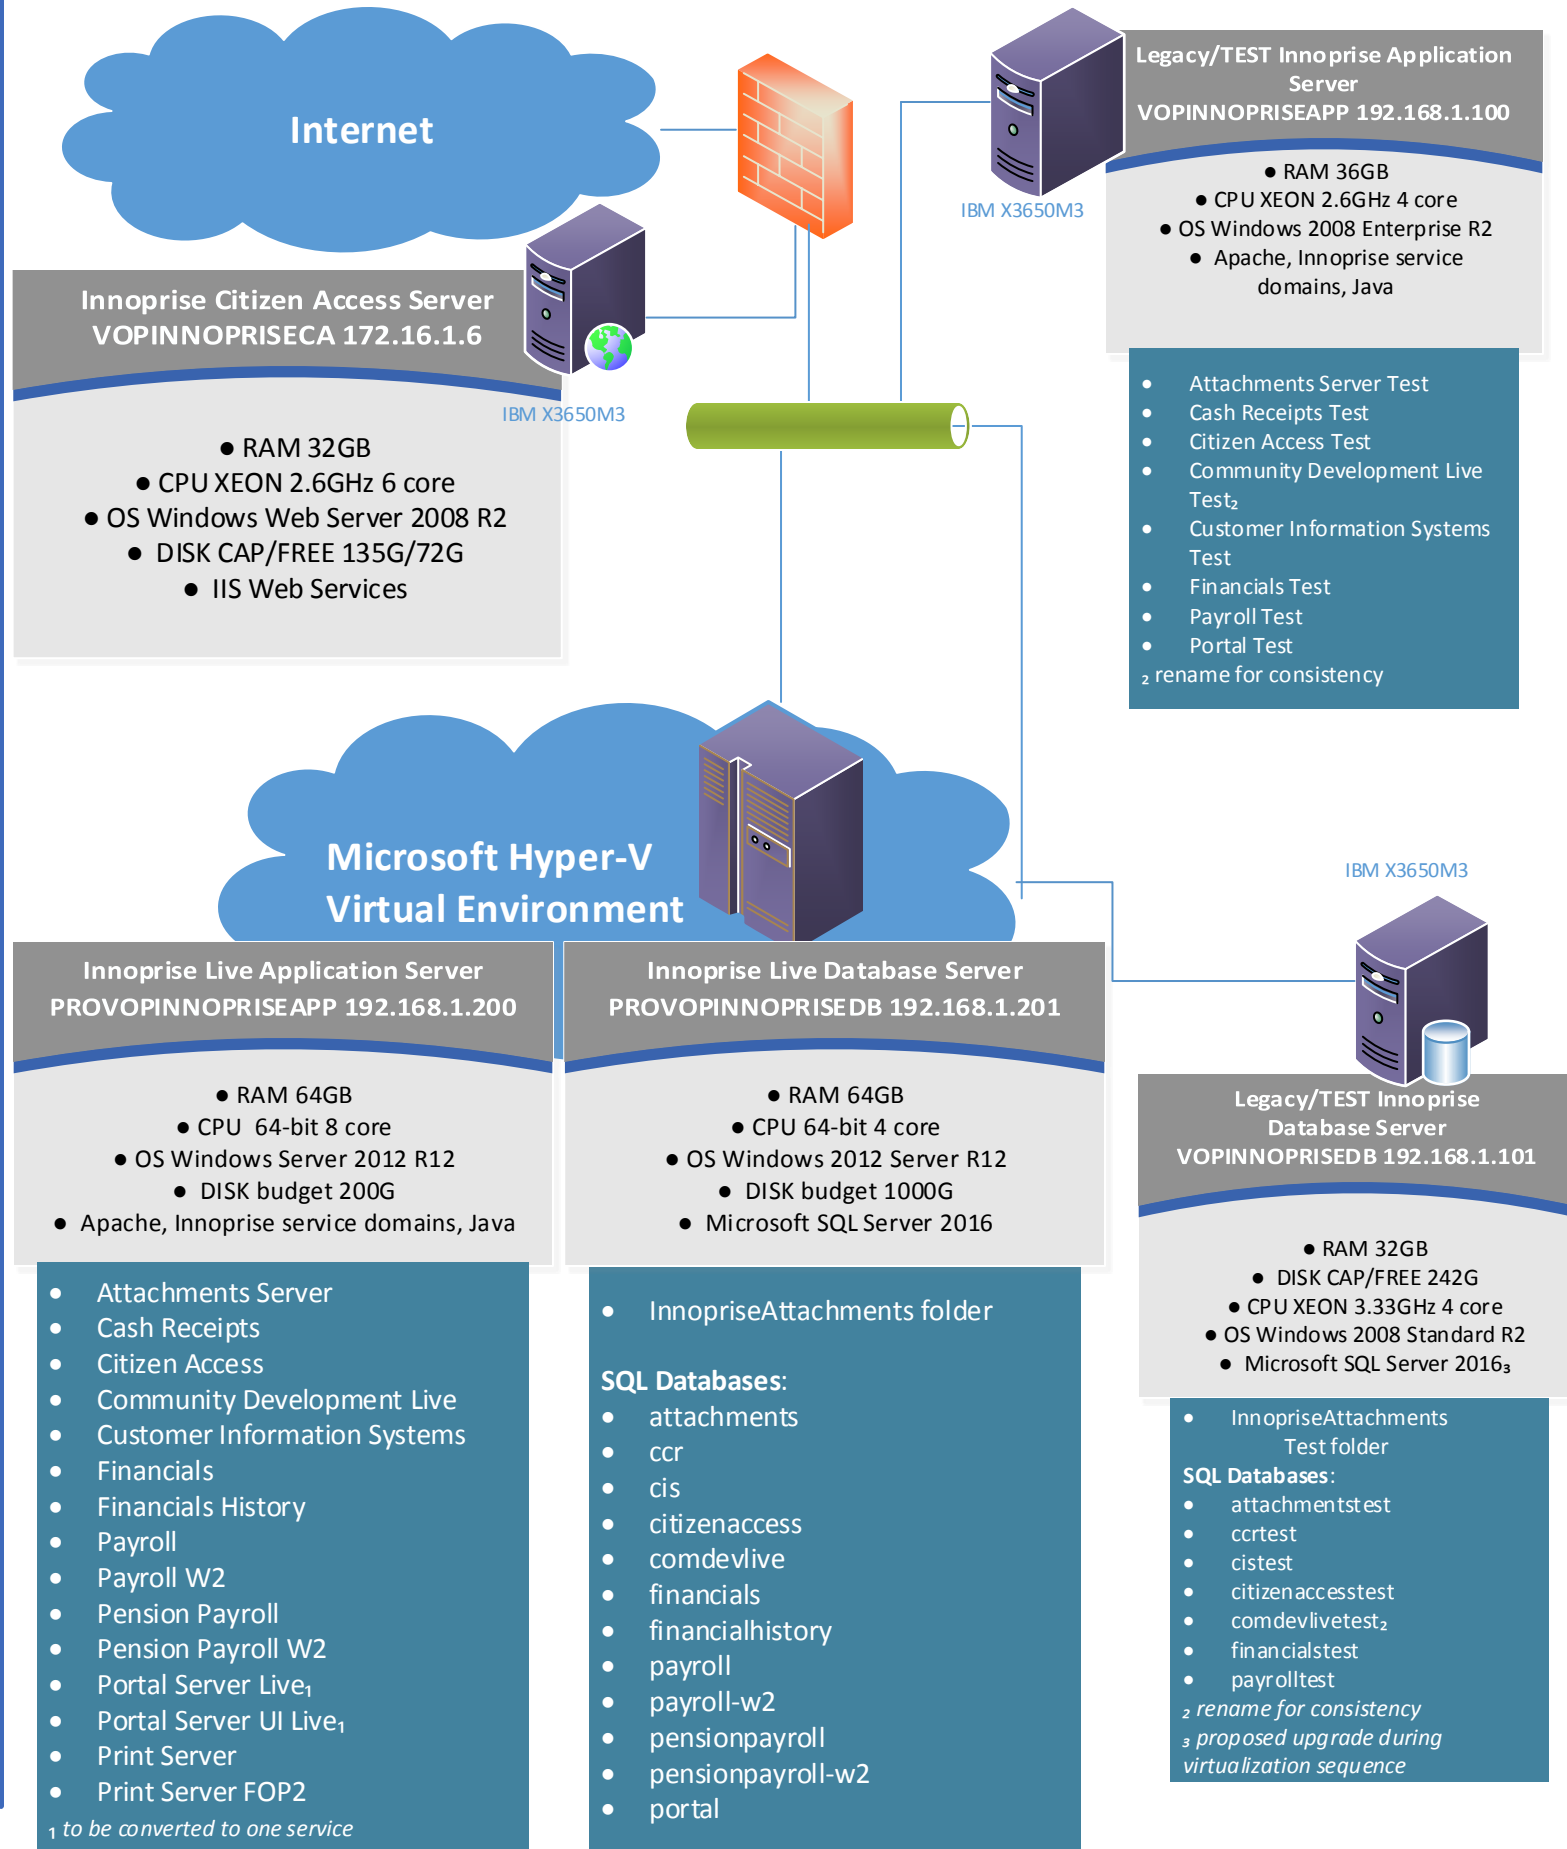 Internet
Legacy/TEST Innoprise Application
Server
VOPINNOPRISEAPP 192.168.1.100
IBM X3650M3
● RAM 36GB
● CPU XEON 2.6GHz 4 core
● OS Windows 2008 Enterprise R2
● Apache, Innoprise service
domains, Java
• Attachments Server Test
• Cash Receipts Test
• Citizen Access Test
• Community Development Live
Test₂
• Customer Information Systems
Test
• Financials Test
• Payroll Test
• Portal Test
₂ rename for consistency
Innoprise Citizen Access Server
VOPINNOPRISECA 172.16.1.6
IBM X3650M3
● RAM 32GB
● CPU XEON 2.6GHz 6 core
● OS Windows Web Server 2008 R2
● DISK CAP/FREE 135G/72G
● IIS Web Services
Microsoft Hyper-V
Virtual Environment
Innoprise Live Application Server
PROVOPINNOPRISEAPP 192.168.1.200
● RAM 64GB
● CPU 64-bit 8 core
● OS Windows Server 2012 R12
● DISK budget 200G
● Apache, Innoprise service domains, Java
• Attachments Server
• Cash Receipts
• Citizen Access
• Community Development Live
• Customer Information Systems
• Financials
• Financials History
• Payroll
• Payroll W2
• Pension Payroll
• Pension Payroll W2
• Portal Server Live₁
• Portal Server UI Live₁
• Print Server
• Print Server FOP2
₁ to be converted to one service
Innoprise Live Database Server
PROVOPINNOPRISEDB 192.168.1.201
● RAM 64GB
● CPU 64-bit 4 core
● OS Windows 2012 Server R12
● DISK budget 1000G
● Microsoft SQL Server 2016
• InnopriseAttachments folder
SQL Databases:
• attachments
• ccr
• cis
• citizenaccess
• comdevlive
• financials
• financialhistory
• payroll
• payroll-w2
• pensionpayroll
• pensionpayroll-w2
• portal
IBM X3650M3
Legacy/TEST Innoprise
Database Server
VOPINNOPRISEDB 192.168.1.101
● RAM 32GB
● DISK CAP/FREE 242G
● CPU XEON 3.33GHz 4 core
● OS Windows 2008 Standard R2
● Microsoft SQL Server 2016₃
• InnopriseAttachments
Test folder
SQL Databases:
• attachmentstest
• ccrtest
• cistest
• citizenaccesstest
• comdevlivetest₂
• financialstest
• payrolltest
₂ rename for consistency
₃ proposed upgrade during
virtualization sequence